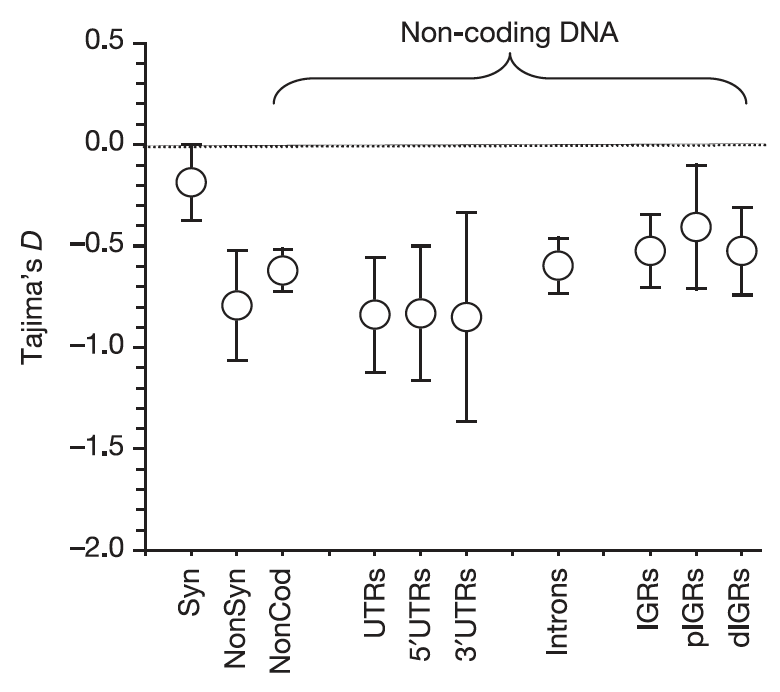 Non-coding DNA
0.5
0.0
−0.5
−1.0
−1.5
−2.0
Tajima's D
Syn
NonSyn
NonCod
UTRs
5′UTRs
3′UTRs
Introns
IGRs
pIGRs
dIGRs